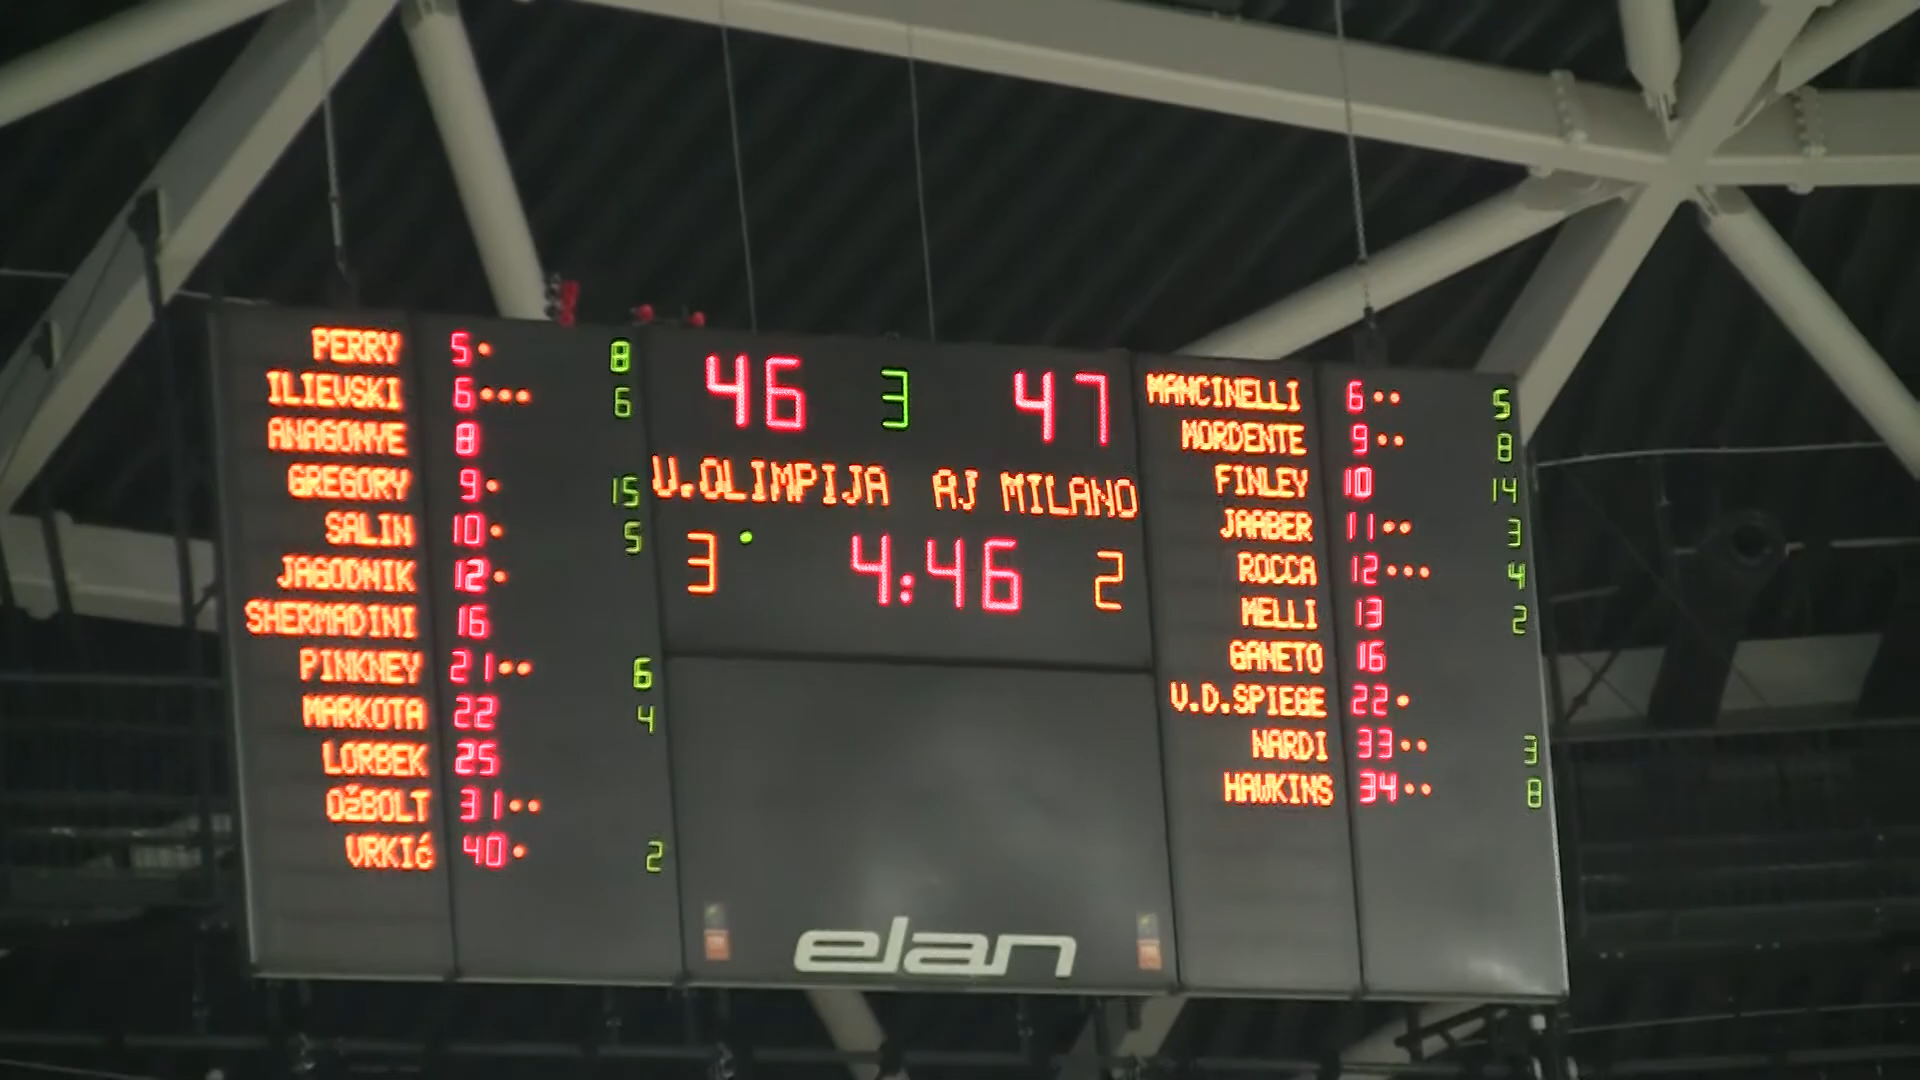 PERRY 5• 8
ILIEVSKI 6••• 6
ANAGONYE 8
GREGORY 9• 15
SALIN 10• 5
JAGODNIK 12•
SHERMADINI 16
PINKNEY 21•• 6
MARKOTA 22 4
LORBEK 25
OžBOLT 31••
VRKIć 40• 2
46 3 47
U.OLIMPIJA AJ MILANO
3 4:46 2
elan
MANCINELLI 6•• 5
MORDENTE 9•• 8
FINLEY 10 14
JAABER 11•• 3
ROCCA 12••• 4
MELLI 13 2
GANETO 16
V.D.SPIEGE 22•
NARDI 33•• 3
HAWKINS 34•• 8